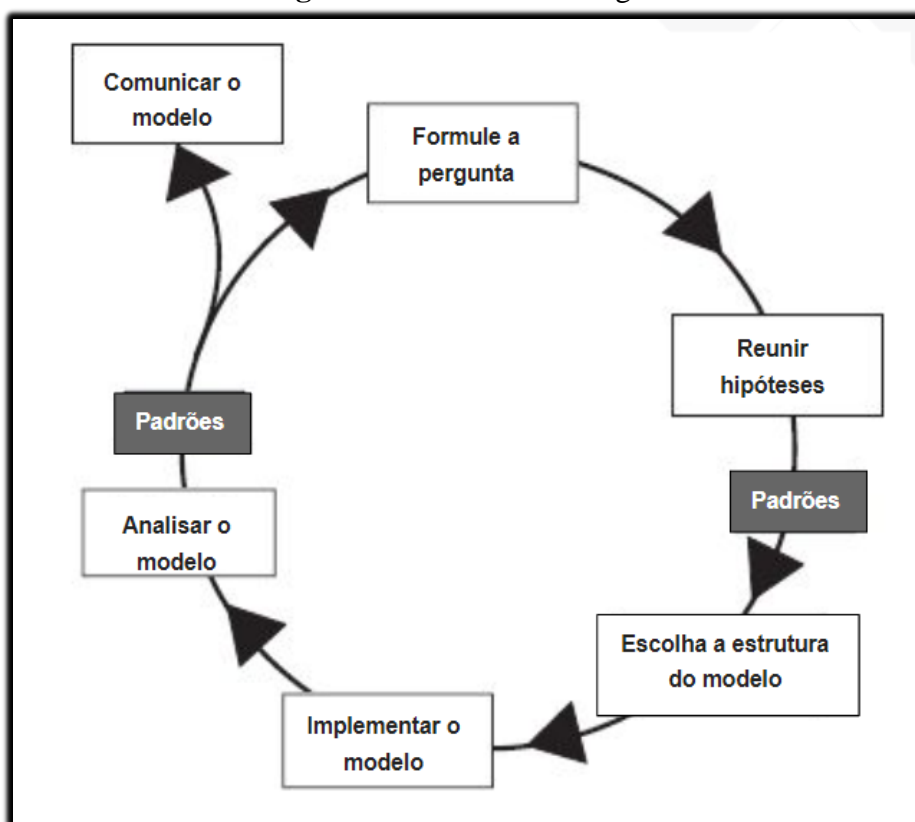 Comunicar o
modelo
Formule a
pergunta
Reunir
hipóteses
Padrões
Escolha a estrutura
do modelo
Implementar o
modelo
Analisar o
modelo
Padrões